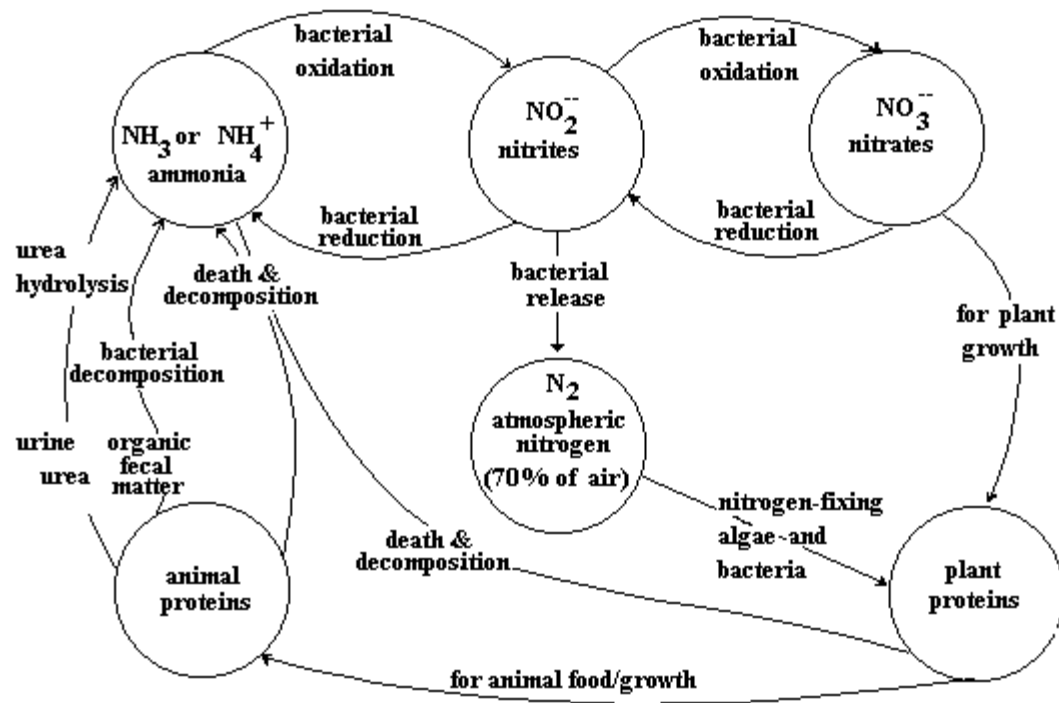 bacterial
oxidation
bacterial
oxidation
NH3 or NH4+
ammonia
NO2--
nitrites
NO3--
nitrates
bacterial
reduction
bacterial
reduction
urea
hydrolysis
death &
decomposition
bacterial
release
for plant
growth
bacterial
decomposition
N2
atmospheric
nitrogen
(70% of air)
urine
urea
organic
fecal
matter
nitrogen-fixing
algae and
bacteria
death &
decomposition
animal
proteins
plant
proteins
for animal food/growth